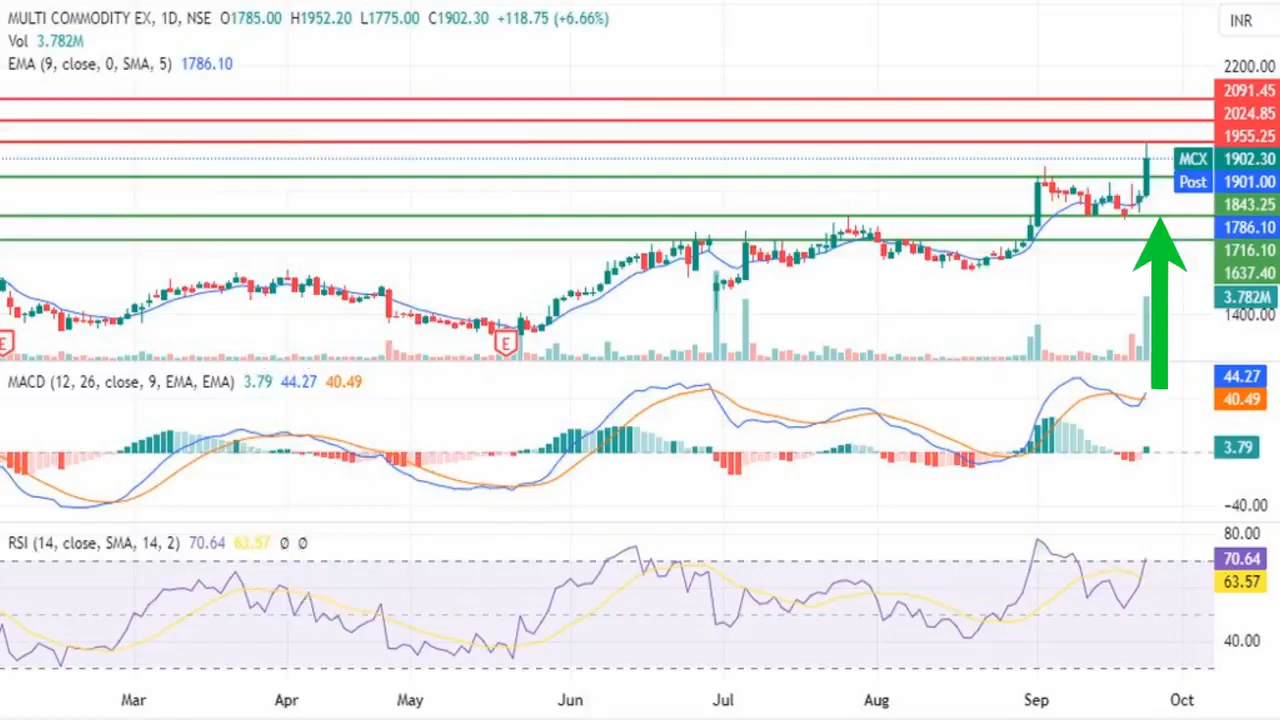 MULTI COMMODITY EX, 1D, NSE O1785.00 H1952.20 L1775.00 C1902.30 +118.75 (+6.66%)
INR
Vol 3.782M
EMA (9, close, 0, SMA, 5) 1786.10
2200.00
2091.45
2024.85
1955.25
MCX 1902.30
Post 1901.00
1843.25
1786.10
1716.10
1637.40
3.782M
1400.00
E
E
MACD (12, 26, close, 9, EMA, EMA) 3.79 44.27 40.49
44.27
40.49
3.79
−40.00
RSI (14, close, SMA, 14, 2) 70.64 63.57 Ø Ø
80.00
70.64
63.57
40.00
Mar Apr May Jun Jul Aug Sep Oct